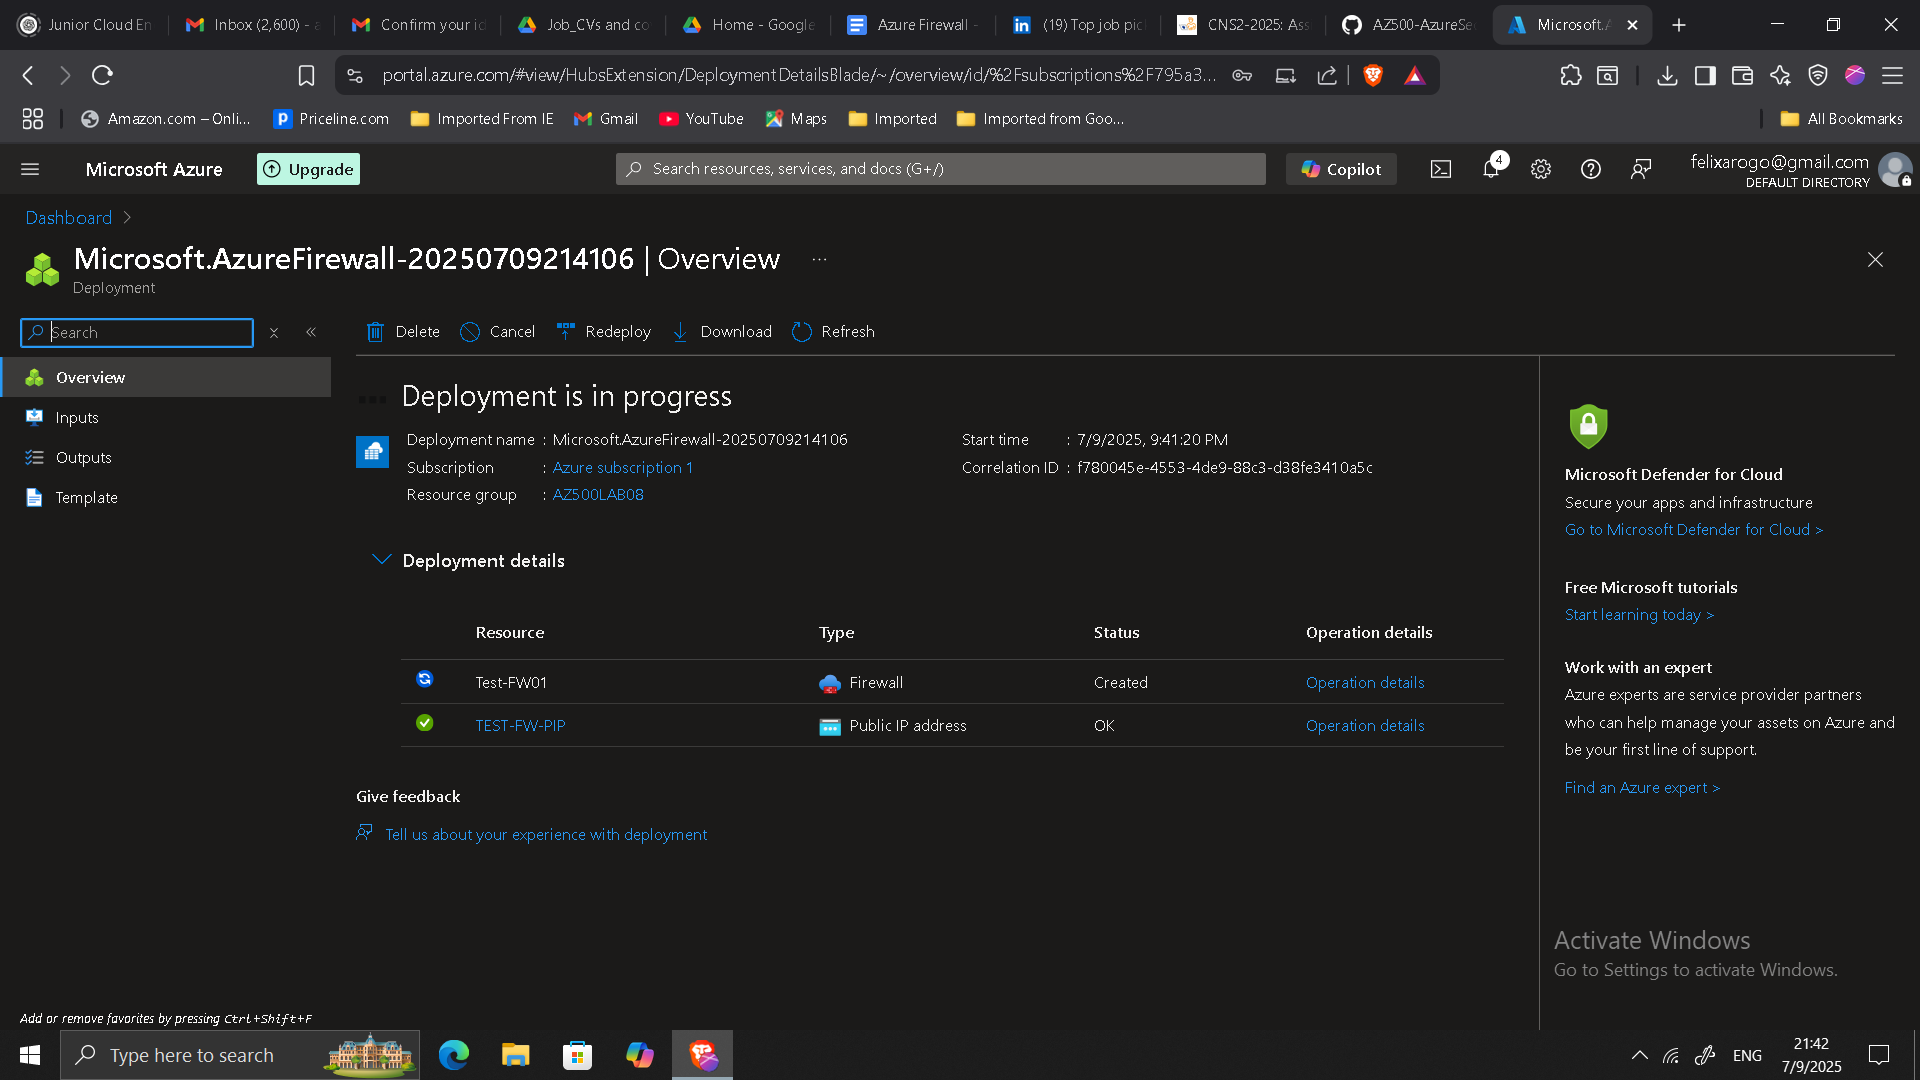 Junior Cloud En
Inbox (2,600) - a
Confirm your id
Job_CVs and co
Home - Google
Azure Firewall -
(19) Top job pic
CNS2-2025: Ass
AZ500-AzureSe
Microsoft.A
portal.azure.com/#view/HubsExtension/DeploymentDetailsBlade/~/overview/id/%2Fsubscriptions%2F795a3...
Amazon.com – Onli...
Priceline.com
Imported From IE
Gmail
YouTube
Maps
Imported
Imported from Goo...
All Bookmarks
Microsoft Azure
Upgrade
Search resources, services, and docs (G+/)
Copilot
4
felixarogo@gmail.com
DEFAULT DIRECTORY
Dashboard
Microsoft.AzureFirewall-20250709214106 | Overview ...
Deployment
Search
Delete
Cancel
Redeploy
Download
Refresh
Overview
Inputs
Outputs
Template
Deployment is in progress
Deployment name : Microsoft.AzureFirewall-20250709214106
Subscription : Azure subscription 1
Resource group : AZ500LAB08
Start time : 7/9/2025, 9:41:20 PM
Correlation ID : f780045e-4553-4de9-88c3-d38fe3410a5c
Deployment details
Resource Type Status Operation details
Test-FW01 Firewall Created Operation details
TEST-FW-PIP Public IP address OK Operation details
Give feedback
Tell us about your experience with deployment
Microsoft Defender for Cloud
Secure your apps and infrastructure
Go to Microsoft Defender for Cloud >
Free Microsoft tutorials
Start learning today >
Work with an expert
Azure experts are service provider partners
who can help manage your assets on Azure and
be your first line of support.
Find an Azure expert >
Activate Windows
Go to Settings to activate Windows.
Add or remove favorites by pressing Ctrl+Shift+F
Type here to search
ENG
21:42
7/9/2025